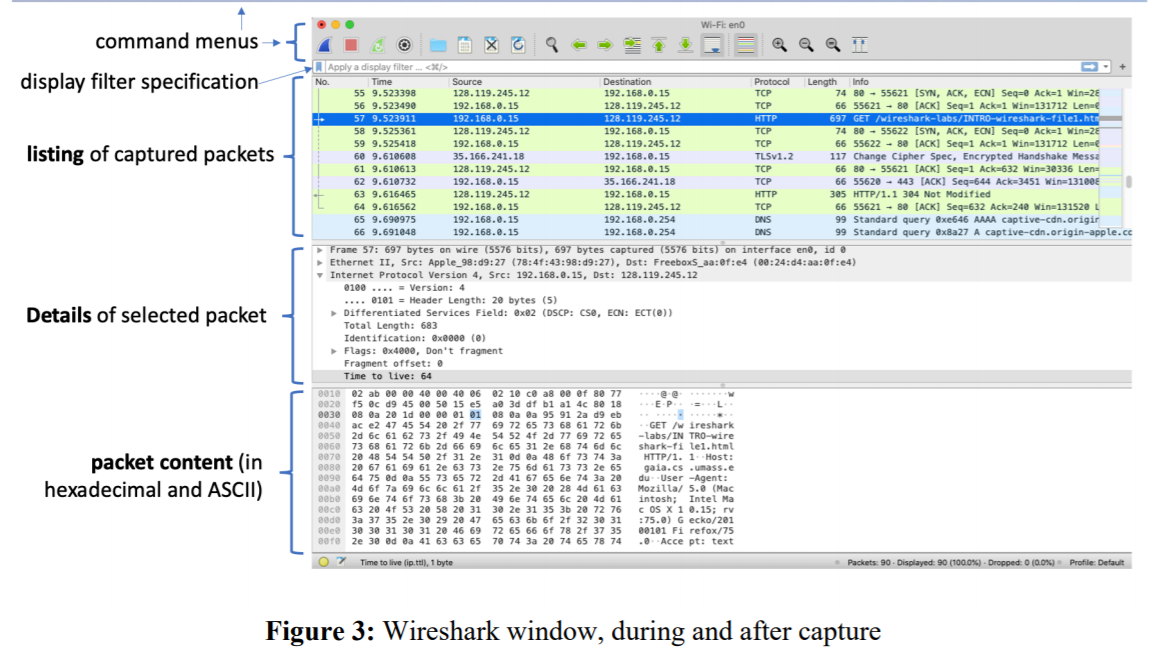 Wi-Fi: en0
command menus
display filter specification
Apply a display filter ... <⌘/>
+
No. Time Source Destination Protocol Length Info
55 9.523398 128.119.245.12 192.168.0.15 TCP 74 80 → 55621 [SYN, ACK, ECN] Seq=0 Ack=1 Win=28
56 9.523490 192.168.0.15 128.119.245.12 TCP 66 55621 → 80 [ACK] Seq=1 Ack=1 Win=131712 Len=0
57 9.523911 192.168.0.15 128.119.245.12 HTTP 697 GET /wireshark-labs/INTRO-wireshark-file1.htm
58 9.525361 128.119.245.12 192.168.0.15 TCP 74 80 → 55622 [SYN, ACK, ECN] Seq=0 Ack=1 Win=28
59 9.525418 192.168.0.15 128.119.245.12 TCP 66 55622 → 80 [ACK] Seq=1 Ack=1 Win=131712 Len=0
60 9.610608 35.166.241.18 192.168.0.15 TLSv1.2 117 Change Cipher Spec, Encrypted Handshake Messa
61 9.610613 128.119.245.12 192.168.0.15 TCP 66 80 → 55621 [ACK] Seq=1 Ack=632 Win=30336 Len=
62 9.610732 192.168.0.15 35.166.241.18 TCP 66 55620 → 443 [ACK] Seq=644 Ack=3451 Win=131008
63 9.616465 128.119.245.12 192.168.0.15 HTTP 305 HTTP/1.1 304 Not Modified
64 9.616562 192.168.0.15 128.119.245.12 TCP 66 55621 → 80 [ACK] Seq=632 Ack=240 Win=131520 L
65 9.690975 192.168.0.15 192.168.0.254 DNS 99 Standard query 0xe646 AAAA captive-cdn.origin
66 9.691048 192.168.0.15 192.168.0.254 DNS 99 Standard query 0x8a27 A captive-cdn.origin-apple.co
listing of captured packets
Frame 57: 697 bytes on wire (5576 bits), 697 bytes captured (5576 bits) on interface en0, id 0
Ethernet II, Src: Apple_98:d9:27 (78:4f:43:98:d9:27), Dst: FreeboxS_aa:0f:e4 (00:24:d4:aa:0f:e4)
Internet Protocol Version 4, Src: 192.168.0.15, Dst: 128.119.245.12
0100 .... = Version: 4
.... 0101 = Header Length: 20 bytes (5)
Differentiated Services Field: 0x02 (DSCP: CS0, ECN: ECT(0))
Total Length: 683
Identification: 0x0000 (0)
Flags: 0x4000, Don't fragment
Fragment offset: 0
Time to live: 64
Details of selected packet
0010 02 ab 00 00 40 00 40 06 02 10 c0 a8 00 0f 80 77 ····@·@· ·······w
0020 f5 0c d9 45 00 50 15 e5 a0 3d df b1 a1 4c 80 18 ···E·P·· ·=···L··
0030 08 0a 20 1d 00 00 01 01 08 0a 0a 95 91 2a d9 eb ·· ····· ·····*··
0040 ac e2 47 45 54 20 2f 77 69 72 65 73 68 61 72 6b ··GET /w ireshark
0050 2d 6c 61 62 73 2f 49 4e 54 52 4f 2d 77 69 72 65 -labs/IN TRO-wire
0060 73 68 61 72 6b 2d 66 69 6c 65 31 2e 68 74 6d 6c shark-fi le1.html
0070 20 48 54 54 50 2f 31 2e 31 0d 0a 48 6f 73 74 3a HTTP/1. 1··Host:
0080 20 67 61 69 61 2e 63 73 2e 75 6d 61 73 73 2e 65 gaia.cs .umass.e
0090 64 75 0d 0a 55 73 65 72 2d 41 67 65 6e 74 3a 20 du··User -Agent:
00a0 4d 6f 7a 69 6c 6c 61 2f 35 2e 30 20 28 4d 61 63 Mozilla/ 5.0 (Mac
00b0 69 6e 74 6f 73 68 3b 20 49 6e 74 65 6c 20 4d 61 intosh; Intel Ma
00c0 63 20 4f 53 20 58 20 31 30 2e 31 35 3b 20 72 76 c OS X 1 0.15; rv
00d0 3a 37 35 2e 30 29 20 47 65 63 6b 6f 2f 32 30 31 :75.0) G ecko/201
00e0 30 30 31 30 31 20 46 69 72 65 66 6f 78 2f 37 35 00101 Fi refox/75
00f0 2e 30 0d 0a 41 63 63 65 70 74 3a 20 74 65 78 74 .0··Acce pt: text
packet content (in
hexadecimal and ASCII)
Time to live (ip.ttl), 1 byte
Packets: 90 · Displayed: 90 (100.0%) · Dropped: 0 (0.0%)
Profile: Default
Figure 3: Wireshark window, during and after capture